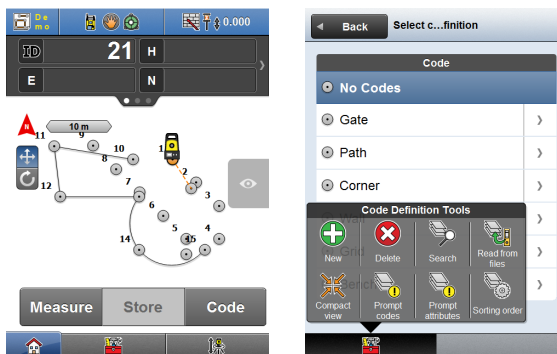 De
mo
0.000
ID
21
H
E
N
N
10 m
11
9
10
1
8
2
7
12
3
6
5
4
15
14
Measure
Store
Code
Back
Select c...finition
Code
No Codes
Gate
Path
Corner
Code Definition Tools
New
Delete
Search
Read from
files
Compact
view
Prompt
codes
Prompt
attributes
Sorting order